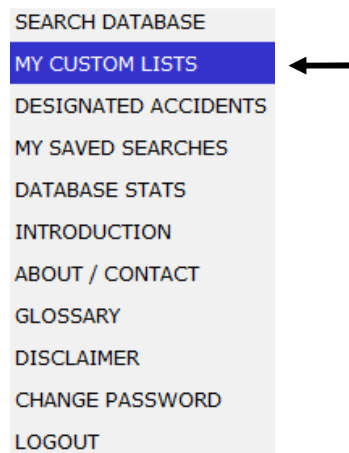 SEARCH DATABASE
MY CUSTOM LISTS
DESIGNATED ACCIDENTS
MY SAVED SEARCHES
DATABASE STATS
INTRODUCTION
ABOUT / CONTACT
GLOSSARY
DISCLAIMER
CHANGE PASSWORD
LOGOUT